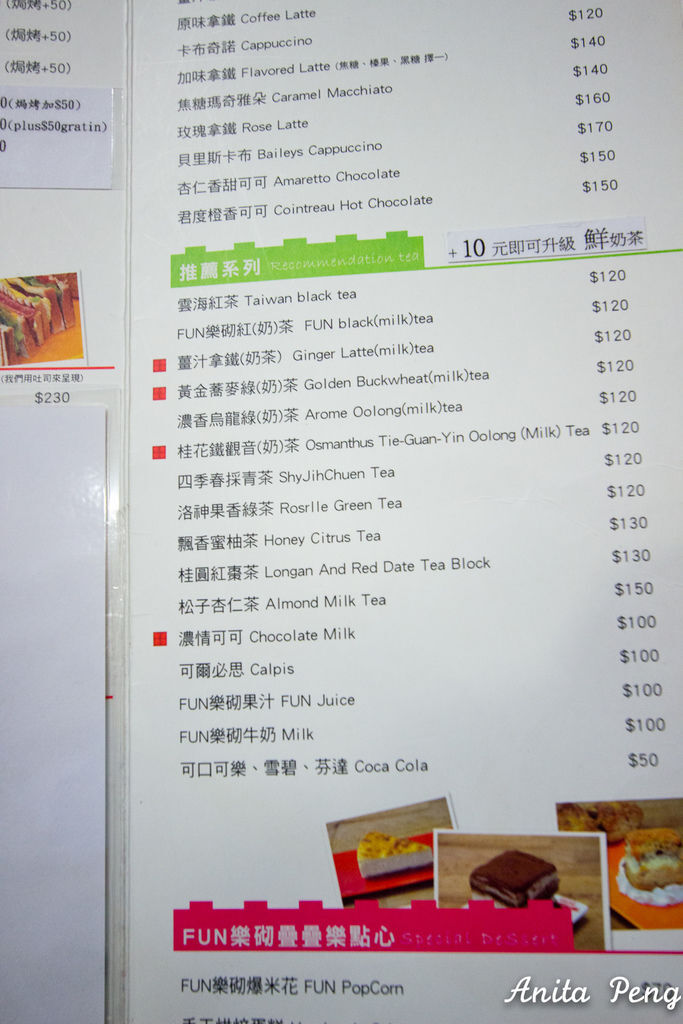 (焗烤+50)
(焗烤+50)
(焗烤+50)
0(焗烤加$50)
0(plus$50gratin)
0
(我們用吐司來呈現)
$230
原味拿鐵 Coffee Latte $120
卡布奇諾 Cappuccino $140
加味拿鐵 Flavored Latte (焦糖、榛果、黑糖 擇一) $140
焦糖瑪奇雅朵 Caramel Macchiato $160
玫瑰拿鐵 Rose Latte $170
貝里斯卡布 Baileys Cappuccino $150
杏仁香甜可可 Amaretto Chocolate $150
君度橙香可可 Cointreau Hot Chocolate
推薦系列 Recommendation tea
+ 10 元即可升級 鮮奶茶
雲海紅茶 Taiwan black tea $120
FUN樂砌紅(奶)茶 FUN black(milk)tea $120
薑汁拿鐵(奶茶) Ginger Latte(milk)tea $120
黃金蕎麥綠(奶)茶 Golden Buckwheat(milk)tea $120
濃香烏龍綠(奶)茶 Arome Oolong(milk)tea $120
桂花鐵觀音(奶)茶 Osmanthus Tie-Guan-Yin Oolong (Milk) Tea $120
四季春採青茶 ShyJihChuen Tea $120
洛神果香綠茶 Rosrlle Green Tea $120
飄香蜜柚茶 Honey Citrus Tea $130
桂圓紅棗茶 Longan And Red Date Tea Block $130
松子杏仁茶 Almond Milk Tea $150
濃情可可 Chocolate Milk $100
可爾必思 Calpis $100
FUN樂砌果汁 FUN Juice $100
FUN樂砌牛奶 Milk $100
可口可樂、雪碧、芬達 Coca Cola $50
FUN樂砌疊疊樂點心 Special Dessert
FUN樂砌爆米花 FUN PopCorn
Anita Peng